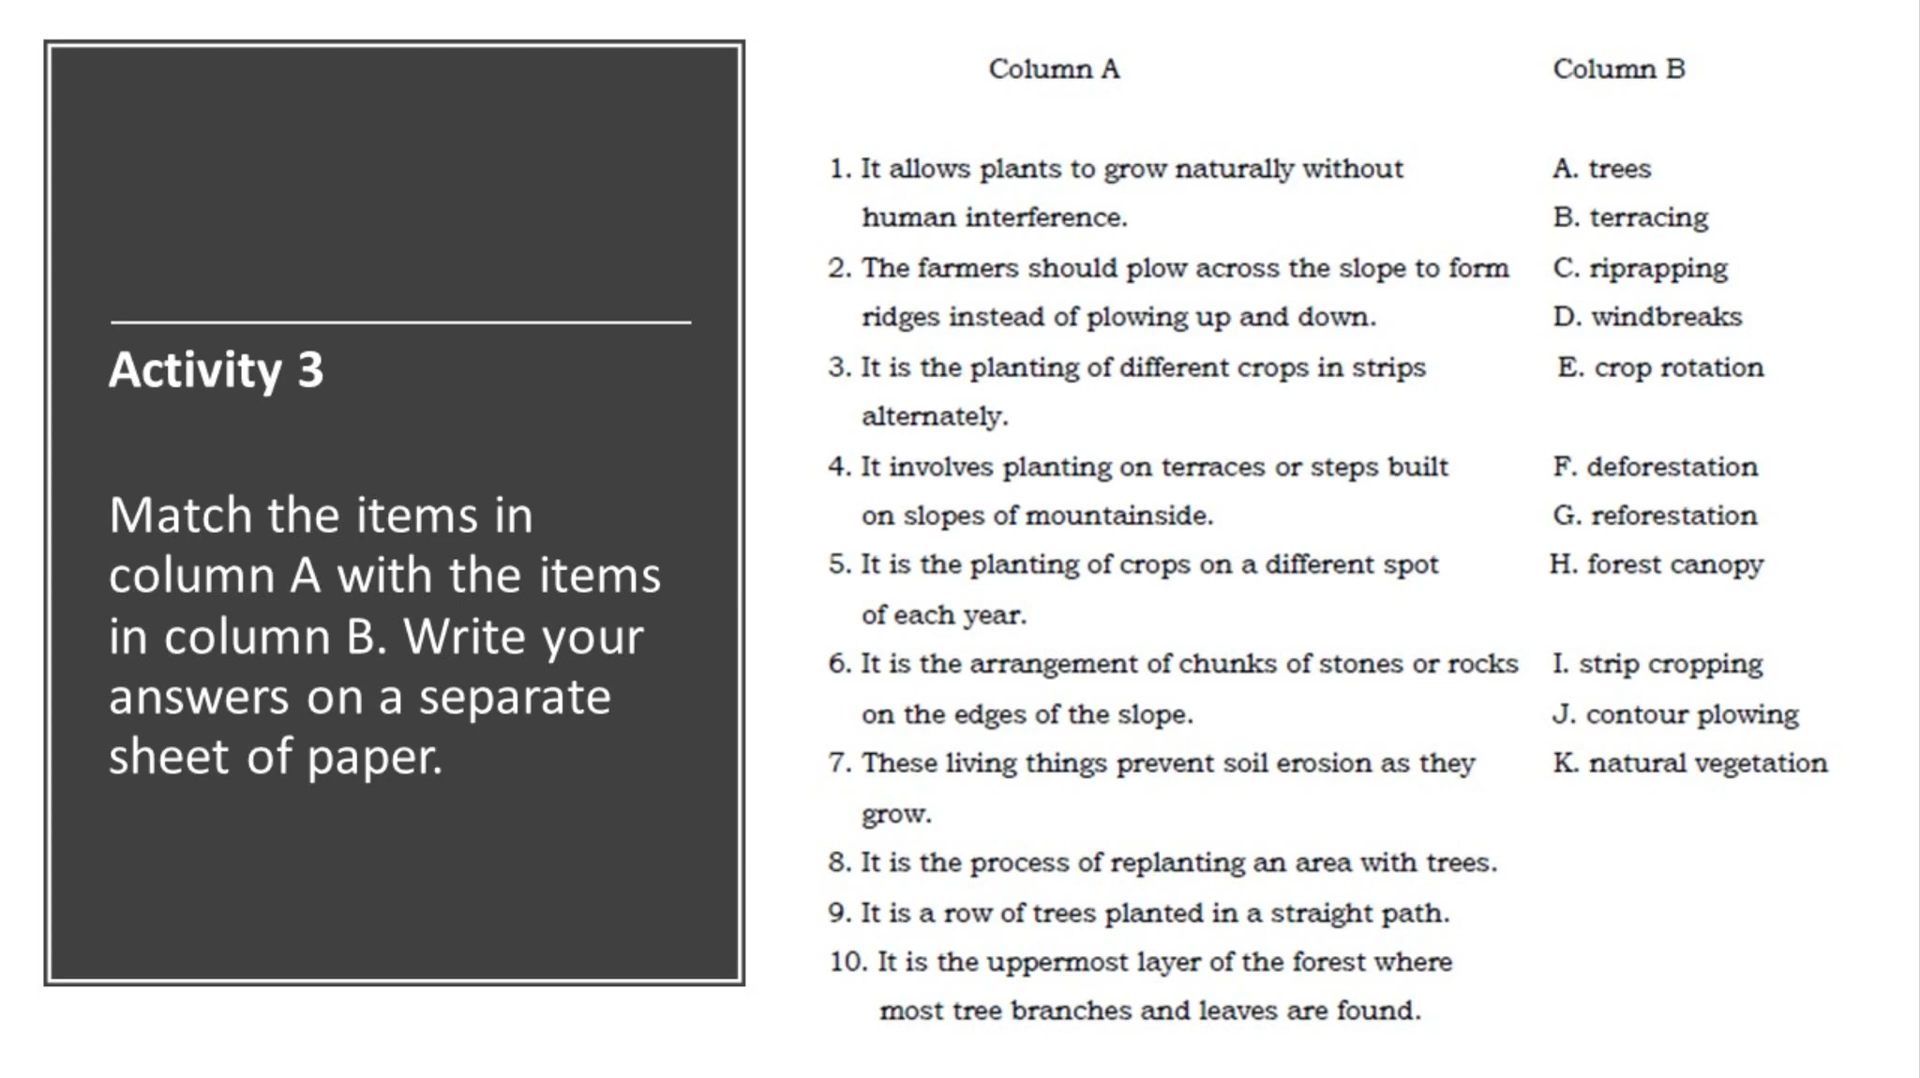 Activity 3
Match the items in
column A with the items
in column B. Write your
answers on a separate
sheet of paper.
Column A
1. It allows plants to grow naturally without
human interference.
2. The farmers should plow across the slope to form
ridges instead of plowing up and down.
3. It is the planting of different crops in strips
alternately.
4. It involves planting on terraces or steps built
on slopes of mountainside.
5. It is the planting of crops on a different spot
of each year.
6. It is the arrangement of chunks of stones or rocks
on the edges of the slope.
7. These living things prevent soil erosion as they
grow.
8. It is the process of replanting an area with trees.
9. It is a row of trees planted in a straight path.
10. It is the uppermost layer of the forest where
most tree branches and leaves are found.
Column B
A. trees
B. terracing
C. riprapping
D. windbreaks
E. crop rotation
F. deforestation
G. reforestation
H. forest canopy
I. strip cropping
J. contour plowing
K. natural vegetation